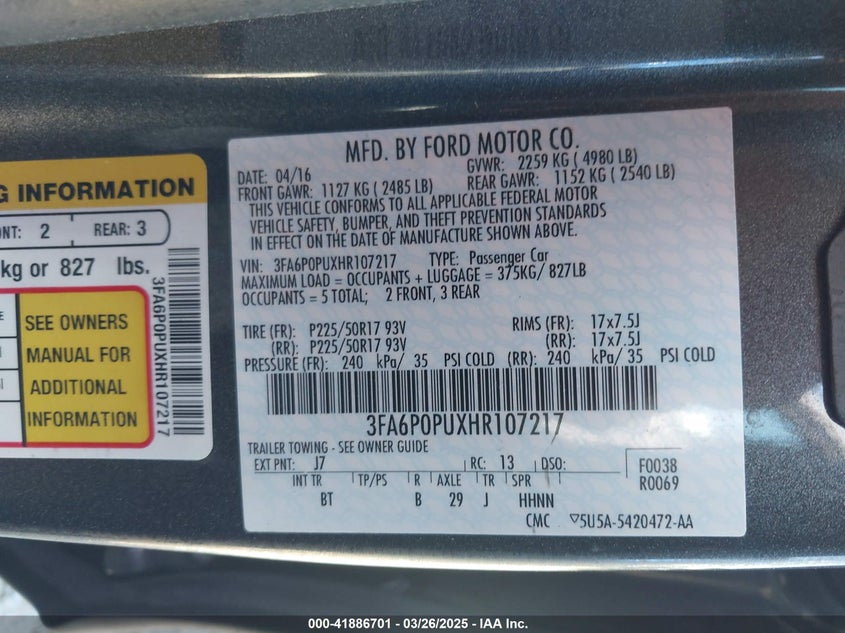 G INFORMATION
NT: 2 REAR: 3
kg or 827 lbs.
SEE OWNERS
MANUAL FOR
ADDITIONAL
INFORMATION
3FA6P0PUXHR107217
MFD. BY FORD MOTOR CO.
DATE: 04/16 GVWR: 2259 KG ( 4980 LB)
FRONT GAWR: 1127 KG ( 2485 LB) REAR GAWR: 1152 KG ( 2540 LB)
THIS VEHICLE CONFORMS TO ALL APPLICABLE FEDERAL MOTOR
VEHICLE SAFETY, BUMPER, AND THEFT PREVENTION STANDARDS
IN EFFECT ON THE DATE OF MANUFACTURE SHOWN ABOVE.
VIN: 3FA6P0PUXHR107217 TYPE: Passenger Car
MAXIMUM LOAD = OCCUPANTS + LUGGAGE = 375KG/ 827LB
OCCUPANTS = 5 TOTAL; 2 FRONT, 3 REAR
TIRE (FR): P225/50R17 93V RIMS (FR): 17x7.5J
(RR): P225/50R17 93V (RR): 17x7.5J
PRESSURE (FR): 240 kPa/ 35 PSI COLD (RR): 240 kPa/ 35 PSI COLD
3FA6P0PUXHR107217
TRAILER TOWING - SEE OWNER GUIDE
EXT PNT: J7 RC: 13 DSO: F0038
INT TR TP/PS R AXLE TR SPR R0069
BT B 29 J HHNN
CMC ▽5U5A-5420472-AA
000-41886701 | 03/26/2025 - IAA Inc.